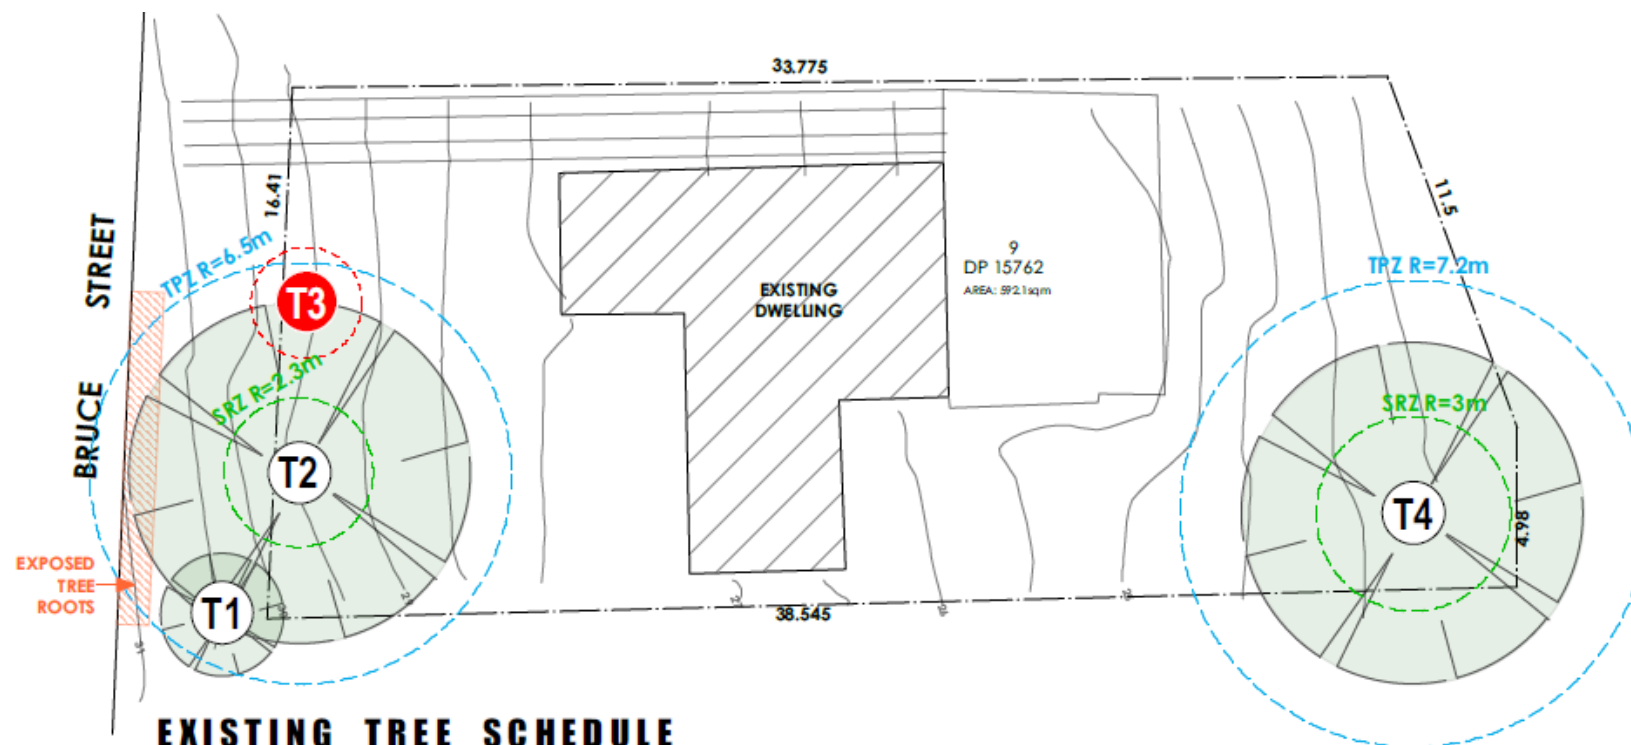 33.775
16.41
11.5
STREET
BRUCE
TPZ R=6.5m
T3
SRZ R=2.3m
T2
EXPOSED
TREE
ROOTS
T1
EXISTING
DWELLING
9
DP 15762
AREA: 592.1sqm
TPZ R=7.2m
SRZ R=3m
T4
4.98
38.545
31
EXISTING TREE SCHEDULE